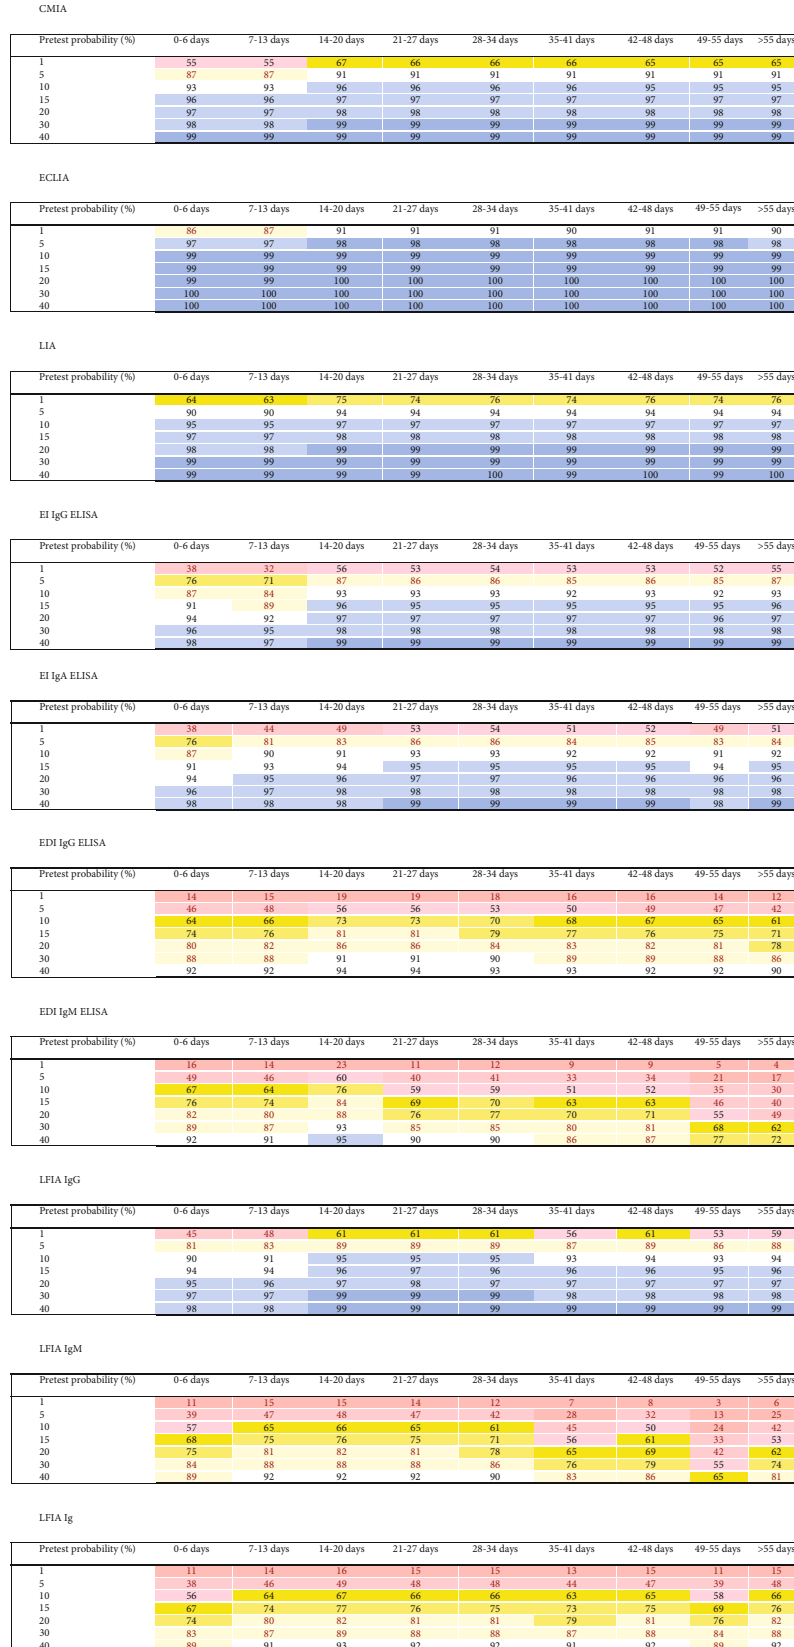 CMIA
Pretest probability (%) 0-6 days 7-13 days 14-20 days 21-27 days 28-34 days 35-41 days 42-48 days 49-55 days >55 days
1 55 55 67 66 66 66 65 65 65
5 87 87 91 91 91 91 91 91 91
10 93 93 96 96 96 96 95 95 95
15 96 96 97 97 97 97 97 97 97
20 97 97 98 98 98 98 98 98 98
30 98 98 99 99 99 99 99 99 99
40 99 99 99 99 99 99 99 99 99
ECLIA
Pretest probability (%) 0-6 days 7-13 days 14-20 days 21-27 days 28-34 days 35-41 days 42-48 days 49-55 days >55 days
1 86 87 91 91 91 90 91 91 90
5 97 97 98 98 98 98 98 98 98
10 99 99 99 99 99 99 99 99 99
15 99 99 99 99 99 99 99 99 99
20 99 99 100 100 100 100 100 100 100
30 100 100 100 100 100 100 100 100 100
40 100 100 100 100 100 100 100 100 100
LIA
Pretest probability (%) 0-6 days 7-13 days 14-20 days 21-27 days 28-34 days 35-41 days 42-48 days 49-55 days >55 days
1 64 63 75 74 76 74 76 74 76
5 90 90 94 94 94 94 94 94 94
10 95 95 97 97 97 97 97 97 97
15 97 97 98 98 98 98 98 98 98
20 98 98 99 99 99 99 99 99 99
30 99 99 99 99 99 99 99 99 99
40 99 99 99 99 100 99 100 99 100
EI IgG ELISA
Pretest probability (%) 0-6 days 7-13 days 14-20 days 21-27 days 28-34 days 35-41 days 42-48 days 49-55 days >55 days
1 38 32 56 53 54 53 53 52 55
5 76 71 87 86 86 85 86 85 87
10 87 84 93 93 93 92 93 92 93
15 91 89 96 95 95 95 95 95 96
20 94 92 97 97 97 97 97 96 97
30 96 95 98 98 98 98 98 98 98
40 98 97 99 99 99 99 99 99 99
EI IgA ELISA
Pretest probability (%) 0-6 days 7-13 days 14-20 days 21-27 days 28-34 days 35-41 days 42-48 days 49-55 days >55 days
1 38 44 49 53 54 51 52 49 51
5 76 81 83 86 86 84 85 83 84
10 87 90 91 93 93 92 92 91 92
15 91 93 94 95 95 95 95 94 95
20 94 95 96 97 97 96 96 96 96
30 96 97 98 98 98 98 98 98 98
40 98 98 98 99 99 99 99 98 99
EDI IgG ELISA
Pretest probability (%) 0-6 days 7-13 days 14-20 days 21-27 days 28-34 days 35-41 days 42-48 days 49-55 days >55 days
1 14 15 19 19 18 16 16 14 12
5 46 48 56 56 53 50 49 47 42
10 64 66 73 73 70 68 67 65 61
15 74 76 81 81 79 77 76 75 71
20 80 82 86 86 84 83 82 81 78
30 88 88 91 91 90 89 89 88 86
40 92 92 94 94 93 93 92 92 90
EDI IgM ELISA
Pretest probability (%) 0-6 days 7-13 days 14-20 days 21-27 days 28-34 days 35-41 days 42-48 days 49-55 days >55 days
1 16 14 23 11 12 9 9 5 4
5 49 46 60 40 41 33 34 21 17
10 67 64 76 59 59 51 52 35 30
15 76 74 84 69 70 63 63 46 40
20 82 80 88 76 77 70 71 55 49
30 89 87 93 85 85 80 81 68 62
40 92 91 95 90 90 86 87 77 72
LFIA IgG
Pretest probability (%) 0-6 days 7-13 days 14-20 days 21-27 days 28-34 days 35-41 days 42-48 days 49-55 days >55 days
1 45 48 61 61 61 56 61 53 59
5 81 83 89 89 89 87 89 86 88
10 90 91 95 95 95 93 94 93 94
15 94 94 96 97 96 96 96 95 96
20 95 96 97 98 97 97 97 97 97
30 97 97 99 99 99 98 98 98 98
40 98 98 99 99 99 99 99 99 99
LFIA IgM
Pretest probability (%) 0-6 days 7-13 days 14-20 days 21-27 days 28-34 days 35-41 days 42-48 days 49-55 days >55 days
1 11 15 15 14 12 7 8 3 6
5 39 47 48 47 42 28 32 13 25
10 57 65 66 65 61 45 50 24 42
15 68 75 76 75 71 56 61 33 53
20 75 81 82 81 78 65 69 42 62
30 84 88 88 88 86 76 79 55 74
40 89 92 92 92 90 83 86 65 81
LFIA Ig
Pretest probability (%) 0-6 days 7-13 days 14-20 days 21-27 days 28-34 days 35-41 days 42-48 days 49-55 days >55 days
1 11 14 16 15 15 13 15 11 15
5 38 46 49 48 48 44 47 39 48
10 56 64 67 66 66 63 65 58 66
15 67 74 77 76 75 73 75 69 76
20 74 80 82 81 81 79 81 76 82
30 83 87 89 88 88 87 88 84 88
40 89 91 93 92 92 91 92 89 92